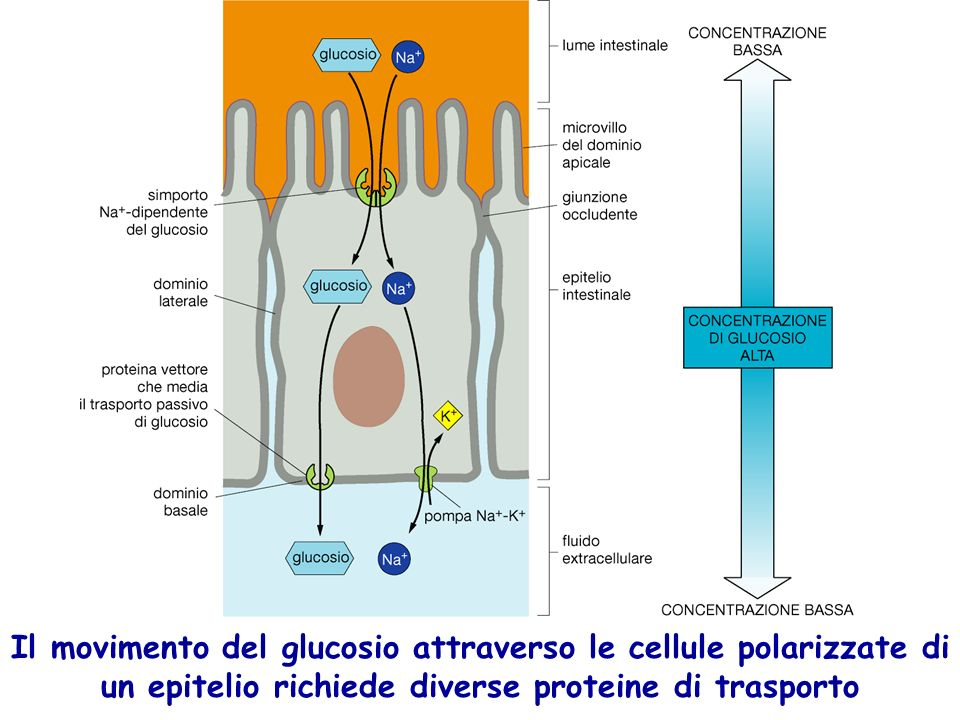 glucosio
Na+
lume intestinale
CONCENTRAZIONE
BASSA
microvillo
del dominio
apicale
simporto
Na+-dipendente
del glucosio
giunzione
occludente
dominio
laterale
glucosio
Na+
epitelio
intestinale
CONCENTRAZIONE
DI GLUCOSIO
ALTA
proteina vettore
che media
il trasporto passivo
di glucosio
K+
dominio
basale
pompa Na+-K+
glucosio
Na+
fluido
extracellulare
CONCENTRAZIONE BASSA
Il movimento del glucosio attraverso le cellule polarizzate di
un epitelio richiede diverse proteine di trasporto